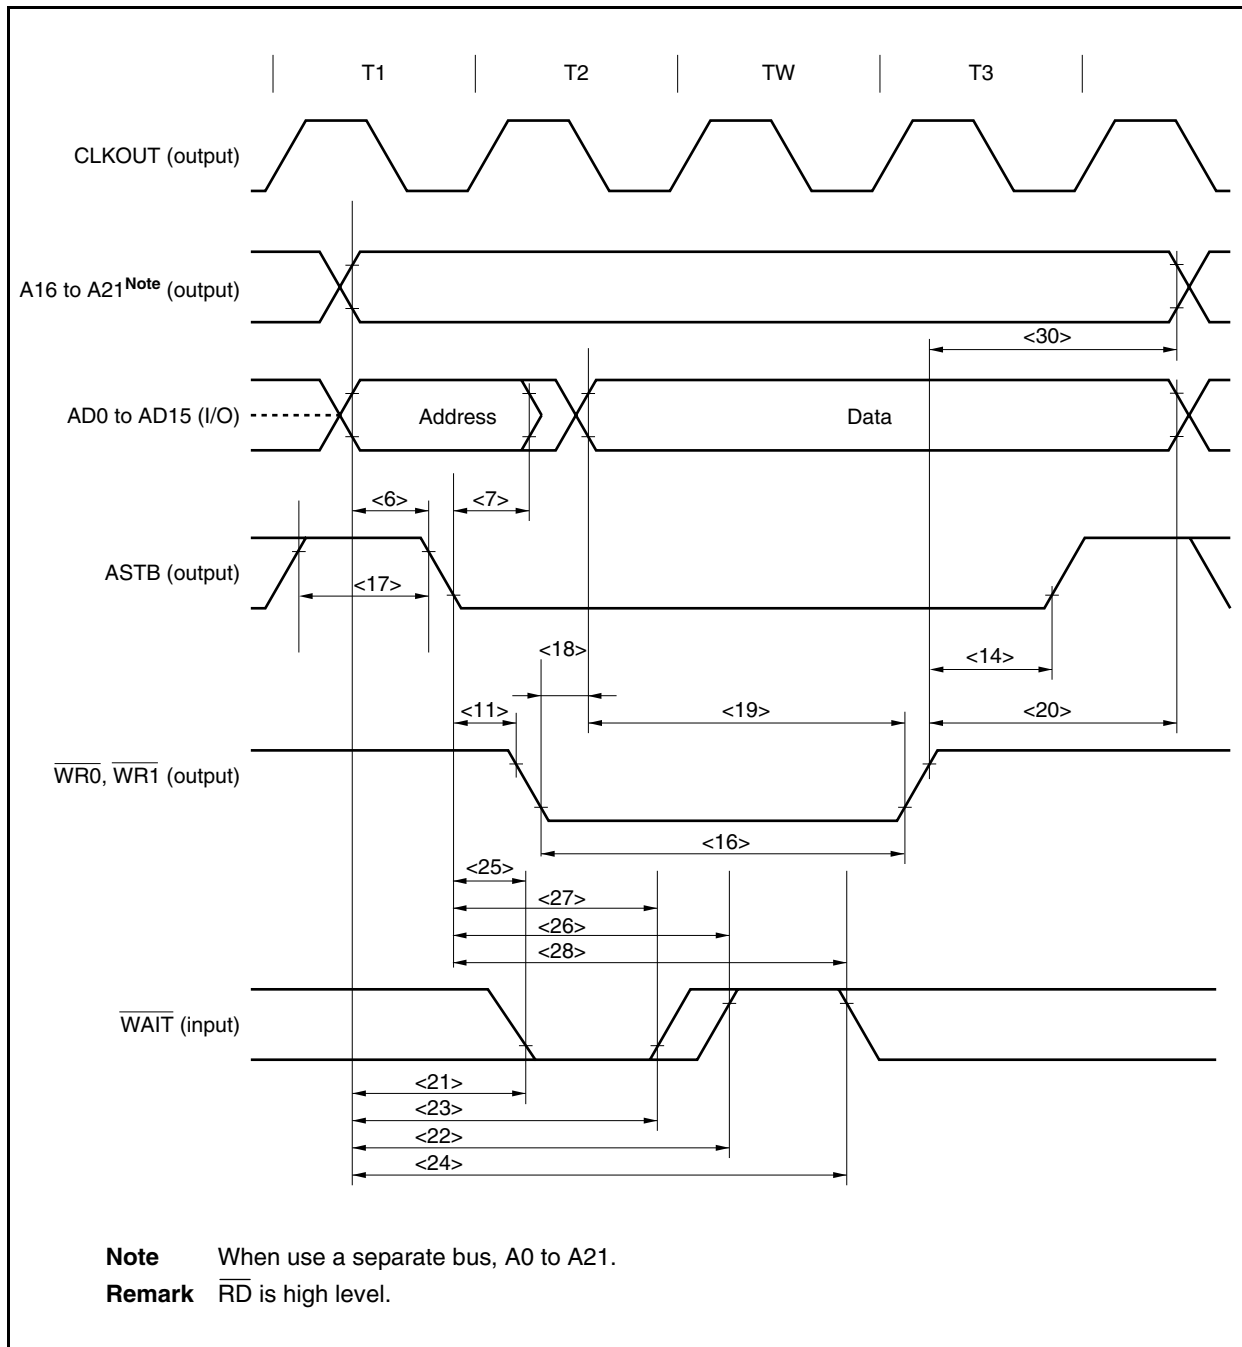 T1 T2 TW T3
CLKOUT (output)
A16 to A21Note (output)
<30>
AD0 to AD15 (I/O)
Address
Data
<6> <7>
ASTB (output)
<17>
<18>
<14>
<11> <19> <20>
WR0, WR1 (output)
<16>
<25>
<27>
<26>
<28>
WAIT (input)
<21>
<23>
<22>
<24>
Note When use a separate bus, A0 to A21.
Remark RD is high level.